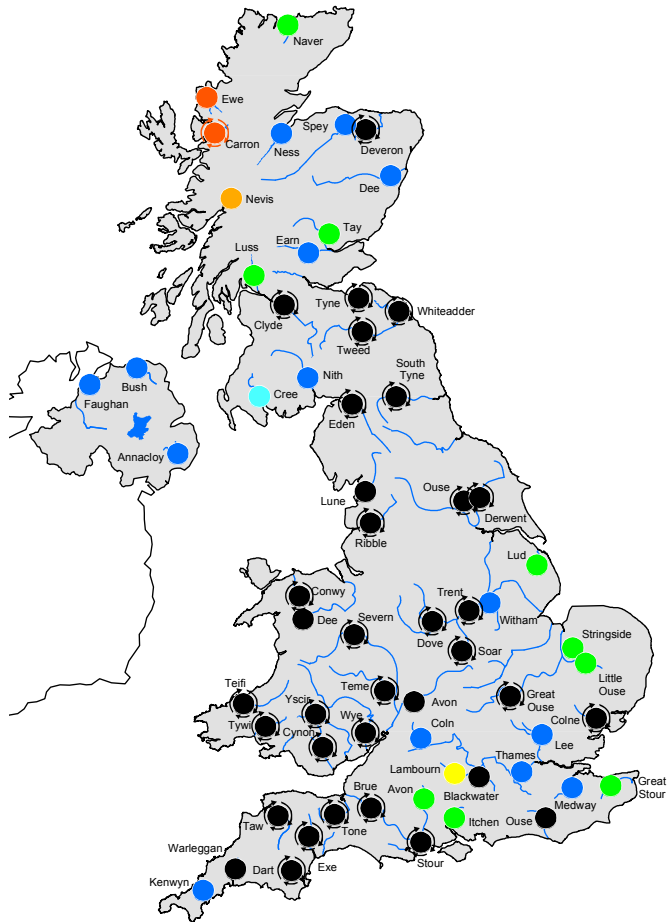 Naver
Ewe
Spey
Carron
Ness
Deveron
Dee
Nevis
Tay
Earn
Luss
Tyne
Whiteadder
Clyde
Tweed
South
Tyne
Bush
Nith
Faughan
Cree
Eden
Annacloy
Ouse
Lune
Derwent
Ribble
Lud
Conwy
Trent
Dee
Severn
Witham
Stringside
Dove
Soar
Little
Ouse
Teifi
Teme
Great
Ouse
Yscir
Avon
Colne
Tywi
Wye
Cynon
Coln
Lee
Thames
Lambourn
Great
Stour
Avon
Blackwater
Medway
Brue
Itchen
Ouse
Taw
Tone
Stour
Warleggan
Dart
Exe
Kenwyn